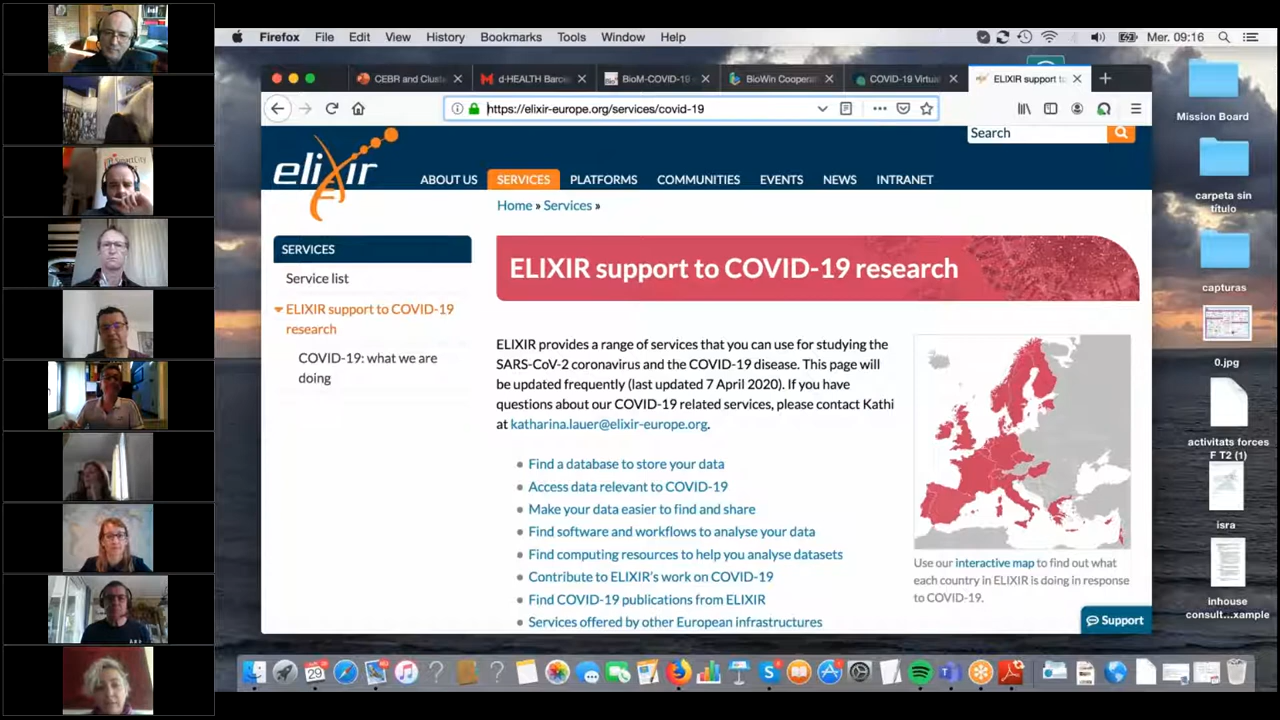 Firefox File Edit View History Bookmarks Tools Window Help Mer. 09:16
CEBR and Clust
d-HEALTH Barce
BioM-COVID-19
BioWin Cooperat
COVID-19 Virtua
ELIXIR support to
https://elixir-europe.org/services/covid-19
elixir
Search
ABOUT US SERVICES PLATFORMS COMMUNITIES EVENTS NEWS INTRANET
Home » Services »
SERVICES
Service list
ELIXIR support to COVID-19
research
COVID-19: what we are
doing
ELIXIR support to COVID-19 research
ELIXIR provides a range of services that you can use for studying the
SARS-CoV-2 coronavirus and the COVID-19 disease. This page will
be updated frequently (last updated 7 April 2020). If you have
questions about our COVID-19 related services, please contact Kathi
at katharina.lauer@elixir-europe.org.
Find a database to store your data
Access data relevant to COVID-19
Make your data easier to find and share
Find software and workflows to analyse your data
Find computing resources to help you analyse datasets
Contribute to ELIXIR's work on COVID-19
Find COVID-19 publications from ELIXIR
Services offered by other European infrastructures
Use our interactive map to find out what
each country in ELIXIR is doing in response
to COVID-19.
Support
Mission Board
carpeta sin
título
capturas
0.jpg
activitats forces
F T2 (1)
isra
inhouse
consult...xample
29
SmartCity